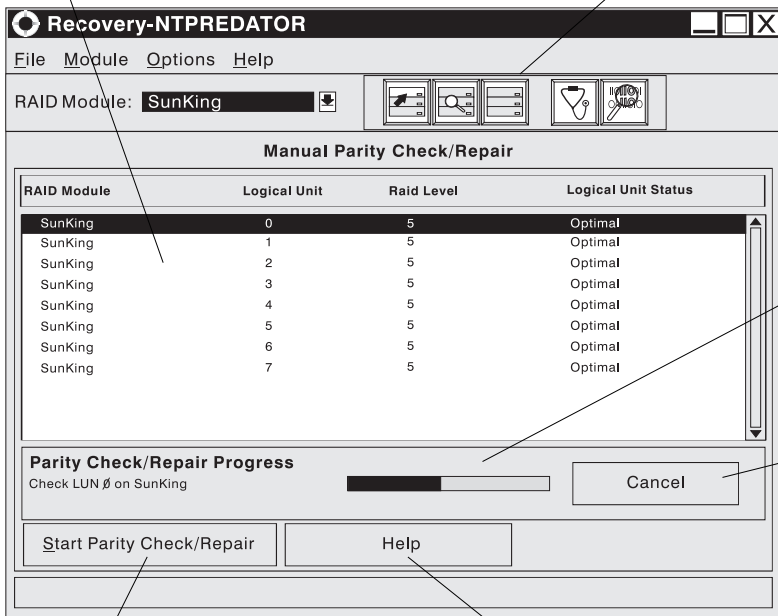 Recovery-NTPREDATOR
File Module Options Help
RAID Module: SunKing
Manual Parity Check/Repair
RAID Module Logical Unit Raid Level Logical Unit Status
SunKing 0 5 Optimal
SunKing 1 5 Optimal
SunKing 2 5 Optimal
SunKing 3 5 Optimal
SunKing 4 5 Optimal
SunKing 5 5 Optimal
SunKing 6 5 Optimal
SunKing 7 5 Optimal
Parity Check/Repair Progress
Check LUN Ø on SunKing
Cancel
Start Parity Check/Repair Help